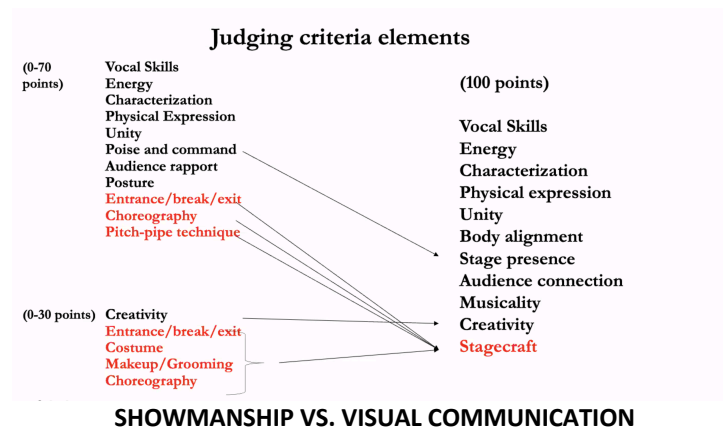 Judging criteria elements
(0-70 points)
Vocal Skills
Energy
Characterization
Physical Expression
Unity
Poise and command
Audience rapport
Posture
Entrance/break/exit
Choreography
Pitch-pipe technique
(0-30 points)
Creativity
Entrance/break/exit
Costume
Makeup/Grooming
Choreography
(100 points)
Vocal Skills
Energy
Characterization
Physical expression
Unity
Body alignment
Stage presence
Audience connection
Musicality
Creativity
Stagecraft
SHOWMANSHIP VS. VISUAL COMMUNICATION